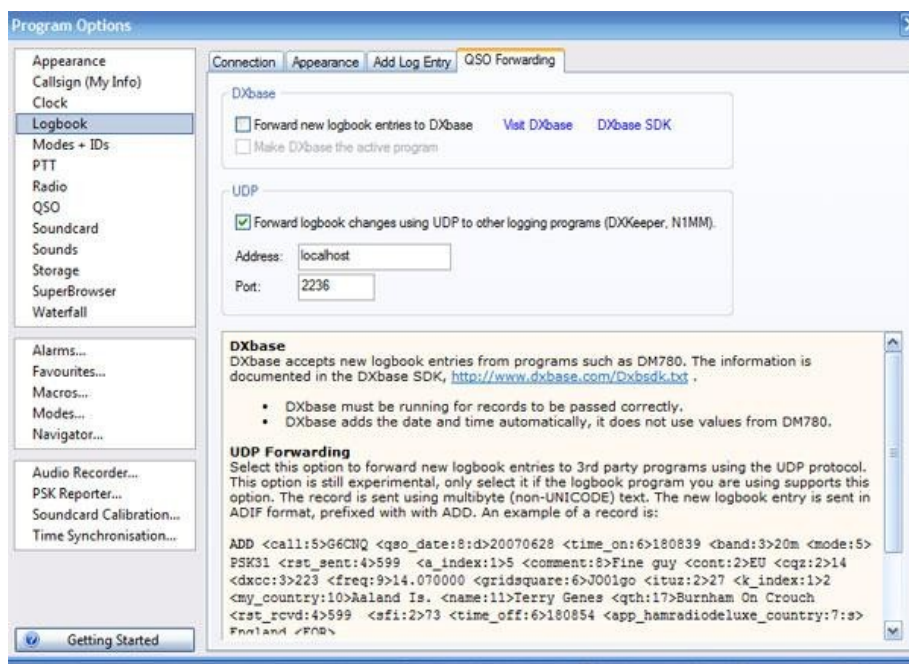 Program Options
Appearance
Callsign (My Info)
Clock
Logbook
Modes + IDs
PTT
Radio
QSO
Soundcard
Sounds
Storage
SuperBrowser
Waterfall
Alarms...
Favourites...
Macros...
Modes...
Navigator...
Audio Recorder...
PSK Reporter...
Soundcard Calibration...
Time Synchronisation...
Getting Started
Connection Appearance Add Log Entry QSO Forwarding
DXbase
Forward new logbook entries to DXbase Visit DXbase DXbase SDK
Make DXbase the active program
UDP
Forward logbook changes using UDP to other logging programs (DXKeeper, N1MM).
Address: localhost
Port: 2236
DXbase
DXbase accepts new logbook entries from programs such as DM780. The information is
documented in the DXbase SDK, http://www.dxbase.com/Dxbsdk.txt .
• DXbase must be running for records to be passed correctly.
• DXbase adds the date and time automatically, it does not use values from DM780.
UDP Forwarding
Select this option to forward new logbook entries to 3rd party programs using the UDP protocol.
This option is still experimental, only select it if the logbook program you are using supports this
option. The record is sent using multibyte (non-UNICODE) text. The new logbook entry is sent in
ADIF format, prefixed with with ADD. An example of a record is:
ADD <call:5>G6CNQ <qso_date:8:d>20070628 <time_on:6>180839 <band:3>20m <mode:5>
PSK31 <rst_sent:4>599 <a_index:1>5 <comment:8>Fine guy <cont:2>EU <cqz:2>14
<dxcc:3>223 <freq:9>14.070000 <gridsquare:6>JO01go <ituz:2>27 <k_index:1>2
<my_country:10>Aaland Is. <name:11>Terry Genes <qth:17>Burnham On Crouch
<rst_rcvd:4>599 <sfi:2>73 <time_off:6>180854 <app_hamradiodeluxe_country:7:s>
England <EOR>